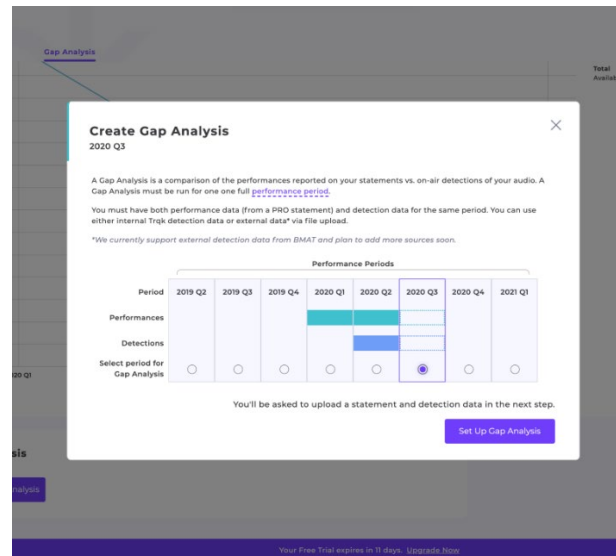 Gap Analysis
Total
Create Gap Analysis
2020 Q3
A Gap Analysis is a comparison of the performances reported on your statements vs. on-air detections of your audio. A
Gap Analysis must be run for one one full performance period.
You must have both performance data (from a PRO statement) and detection data for the same period. You can use
either internal Trqk detection data or external data* via file upload.
*We currently support external detection data from BMAT and plan to add more sources soon.
Performance Periods
Period 2019 Q2 2019 Q3 2019 Q4 2020 Q1 2020 Q2 2020 Q3 2020 Q4 2021 Q1
Performances
Detections
Select period for
Gap Analysis
You'll be asked to upload a statement and detection data in the next step.
Set Up Gap Analysis
Your Free Trial expires in 11 days. Upgrade Now